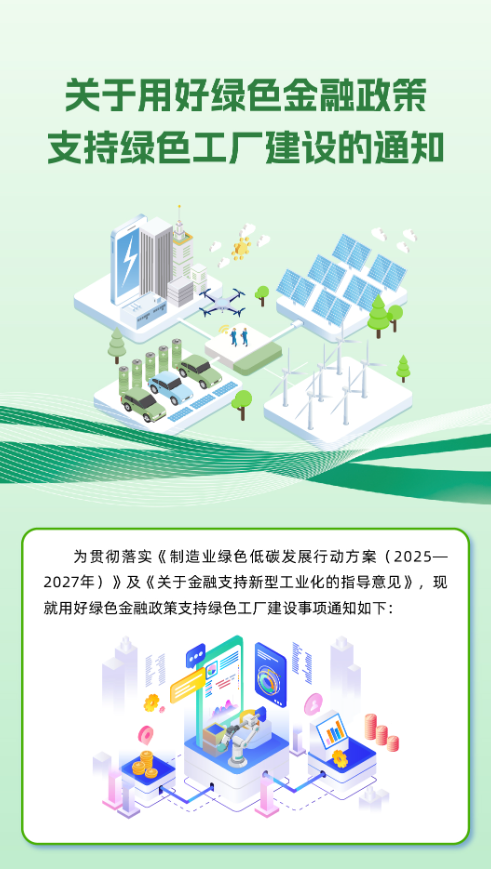 关于用好绿色金融政策
支持绿色工厂建设的通知
为贯彻落实《制造业绿色低碳发展行动方案（2025—
2027年）》及《关于金融支持新型工业化的指导意见》，现
就用好绿色金融政策支持绿色工厂建设事项通知如下：